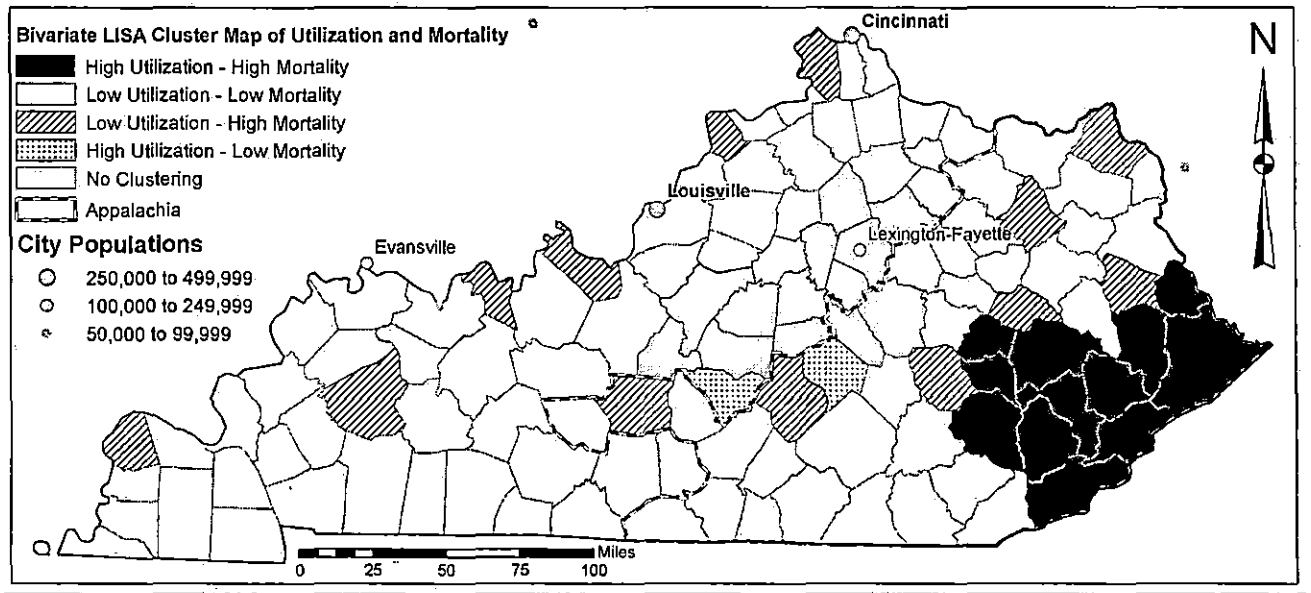 Bivariate LISA Cluster Map of Utilization and Mortality
High Utilization - High Mortality
Low Utilization - Low Mortality
Low Utilization - High Mortality
High Utilization - Low Mortality
No Clustering
Appalachia
City Populations
250,000 to 499,999
100,000 to 249,999
50,000 to 99,999
Cincinnati
N
Louisville
Lexington-Fayette
Evansville
Miles
0 25 50 75 100